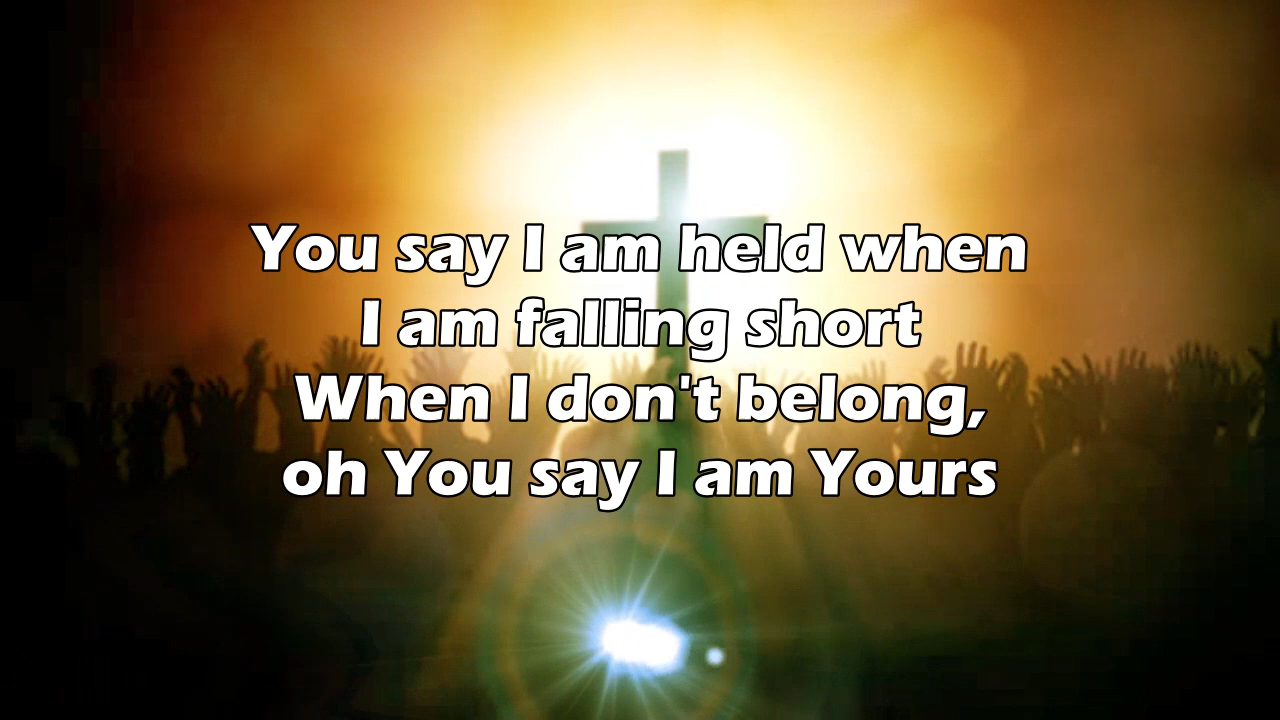 You say I am held when
I am falling short
When I don't belong,
oh You say I am Yours